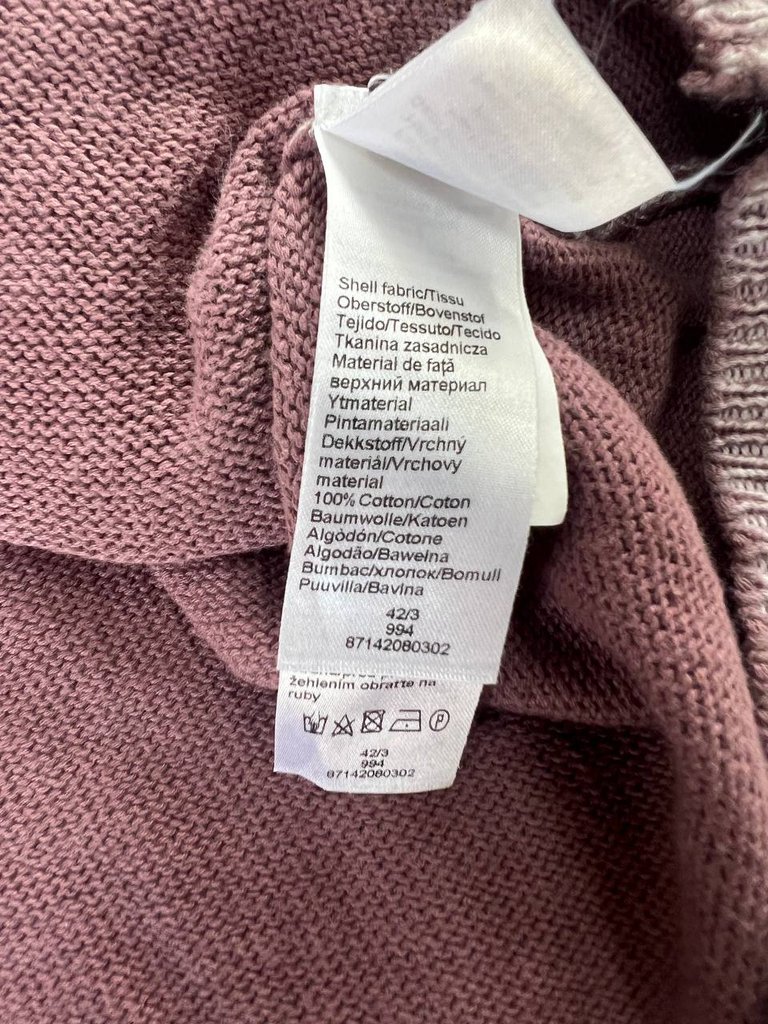 Shell fabric/Tissu
Oberstoff/Bovenstof
Tejido/Tessuto/Tecido
Tkanina zasadnicza
Material de față
верхний материал
Ytmaterial
Pintamateriaali
Dekkstoff/Vrchný
materiál/Vrchový
material
100% Cotton/Coton
Baumwolle/Katoen
Algodón/Cotone
Algodão/Bawełna
Bumbac/хлопок/Bomull
Puuvilla/Bavlna
42/3
994
87142080302
žehlením obraťte na
ruby
P
42/3
994
87142080302